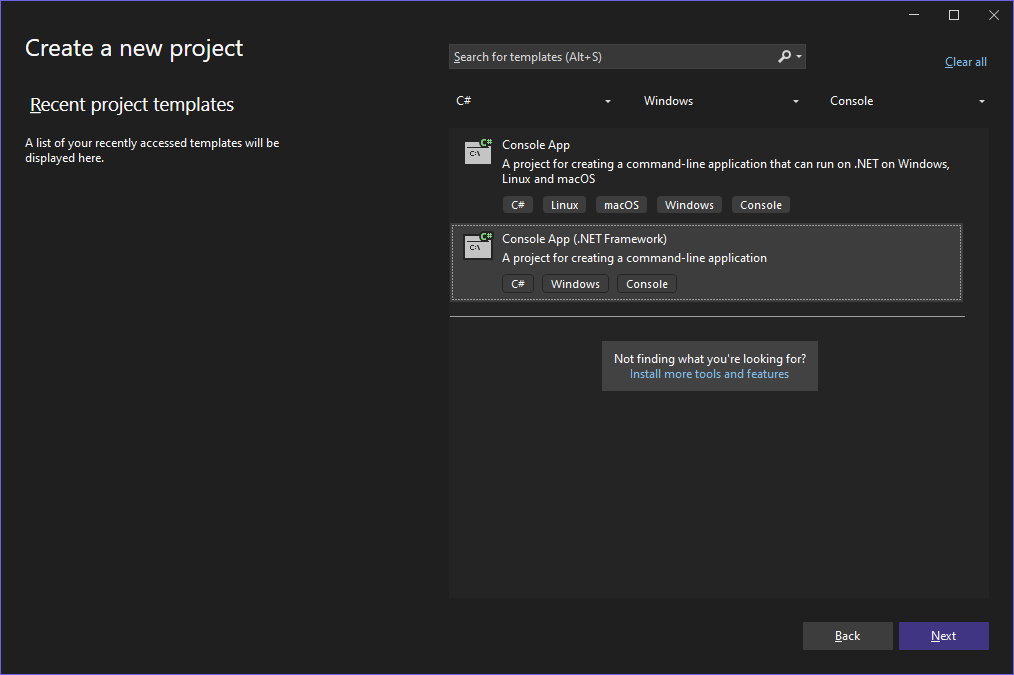 Create a new project
Recent project templates
A list of your recently accessed templates will be
displayed here.
Search for templates (Alt+S)
Clear all
C#
Windows
Console
C#
C:\
Console App
A project for creating a command-line application that can run on .NET on Windows,
Linux and macOS
C#
Linux
macOS
Windows
Console
C#
C:\
Console App (.NET Framework)
A project for creating a command-line application
C#
Windows
Console
Not finding what you're looking for?
Install more tools and features
Back
Next